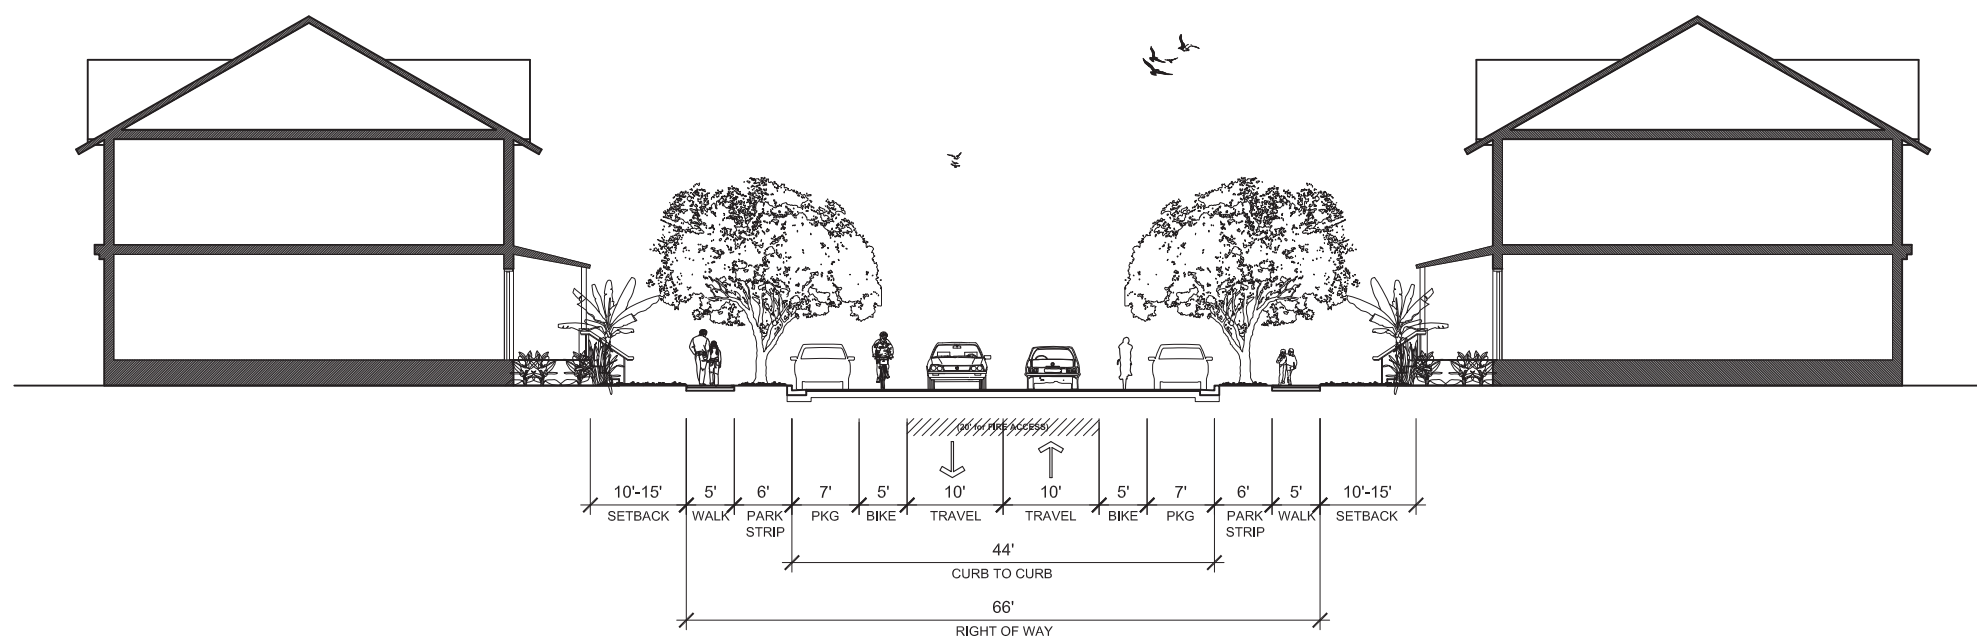 (20' for FIRE ACCESS)
10'-15' 5' 6' 7' 5' 10' 10' 5' 7' 6' 5' 10'-15'
SETBACK WALK PARK PKG BIKE TRAVEL TRAVEL BIKE PKG PARK WALK SETBACK
STRIP STRIP
44'
CURB TO CURB
66'
RIGHT OF WAY